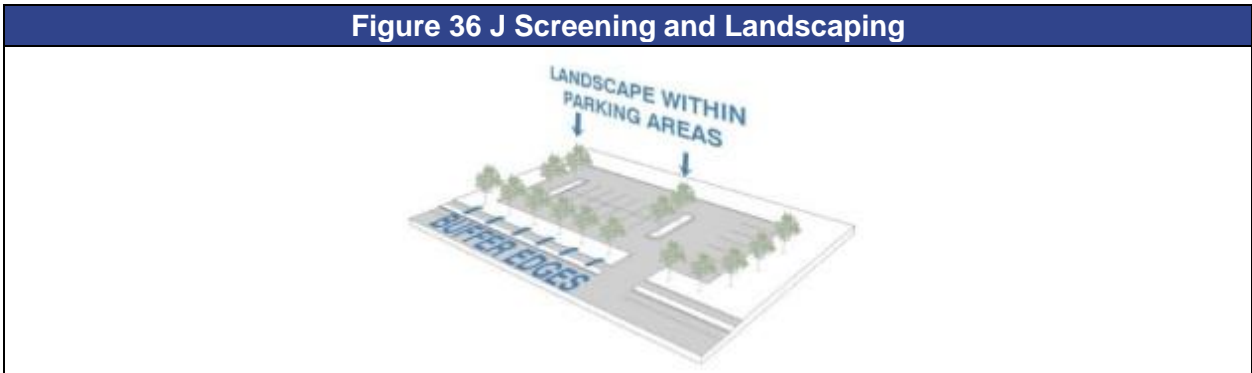 Figure 36 J Screening and Landscaping
LANDSCAPE WITHIN
PARKING AREAS
BUFFER EDGES